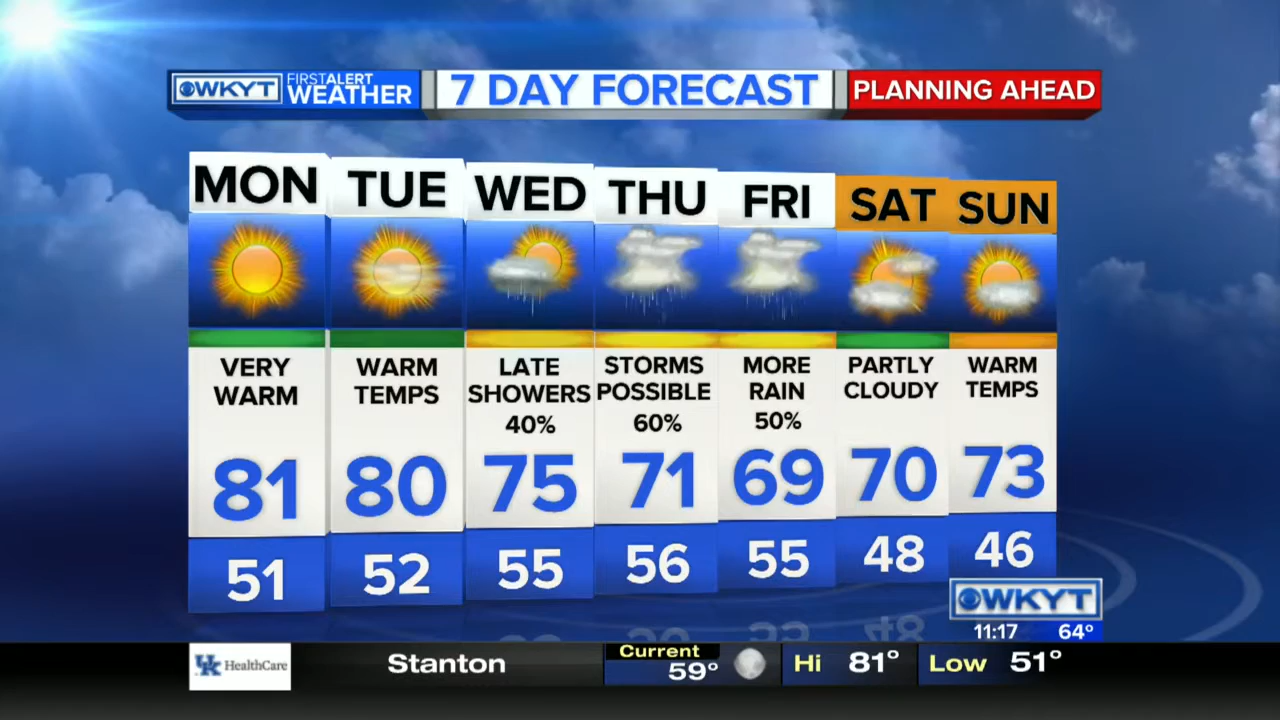 WKYT FIRST ALERT WEATHER
7 DAY FORECAST
PLANNING AHEAD
MON TUE WED THU FRI SAT SUN
VERY WARM
WARM TEMPS
LATE SHOWERS 40%
STORMS POSSIBLE 60%
MORE RAIN 50%
PARTLY CLOUDY
WARM TEMPS
81 80 75 71 69 70 73
51 52 55 56 55 48 46
WKYT
11:17 64°
UK HealthCare
Stanton
Current 59°
Hi 81°
Low 51°